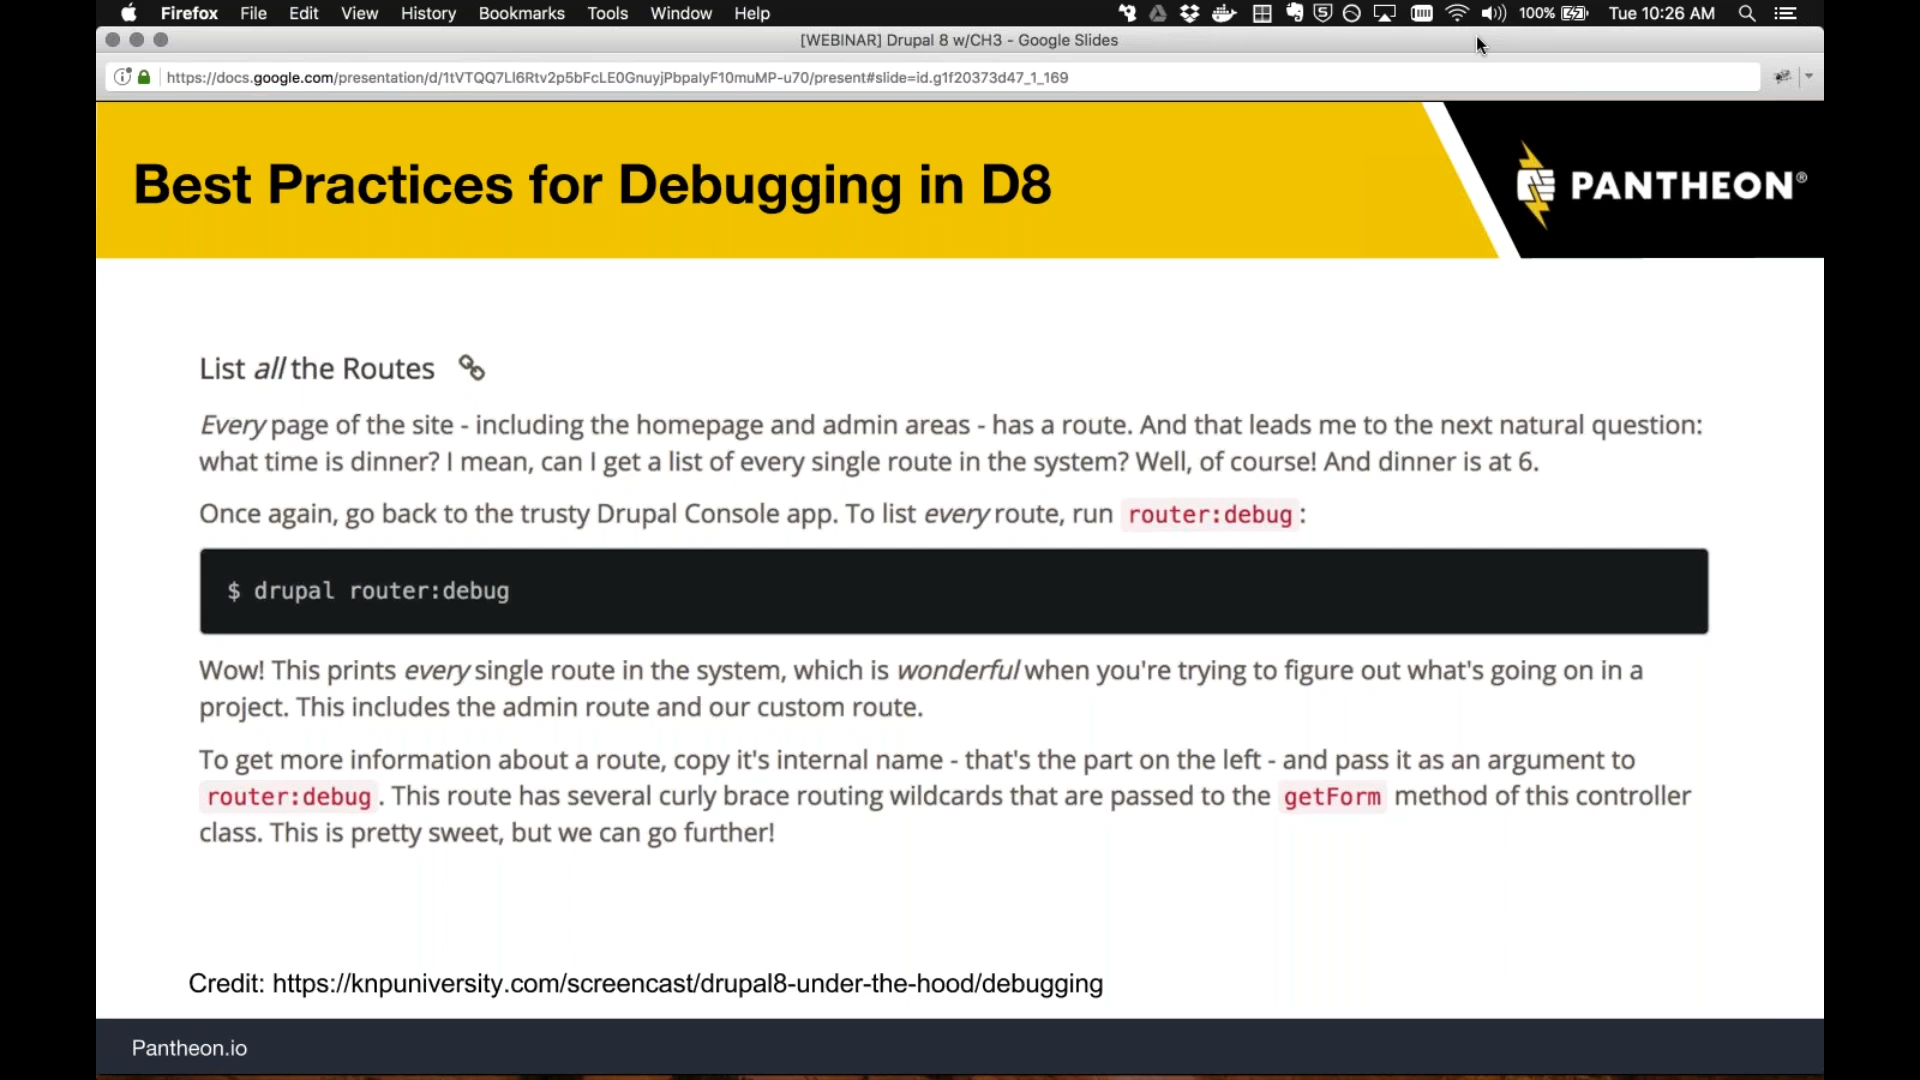 Firefox File Edit View History Bookmarks Tools Window Help 100% Tue 10:26 AM
[WEBINAR] Drupal 8 w/CH3 - Google Slides
https://docs.google.com/presentation/d/1tVTQQ7Ll6Rtv2p5bFcLE0GnuyjPbpalyF10muMP-u70/present#slide=id.g1f20373d47_1_169
Best Practices for Debugging in D8
PANTHEON®
List all the Routes
Every page of the site - including the homepage and admin areas - has a route. And that leads me to the next natural question:
what time is dinner? I mean, can I get a list of every single route in the system? Well, of course! And dinner is at 6.
Once again, go back to the trusty Drupal Console app. To list every route, run router:debug :
$ drupal router:debug
Wow! This prints every single route in the system, which is wonderful when you're trying to figure out what's going on in a
project. This includes the admin route and our custom route.
To get more information about a route, copy it's internal name - that's the part on the left - and pass it as an argument to
router:debug . This route has several curly brace routing wildcards that are passed to the getForm method of this controller
class. This is pretty sweet, but we can go further!
Credit: https://knpuniversity.com/screencast/drupal8-under-the-hood/debugging
Pantheon.io